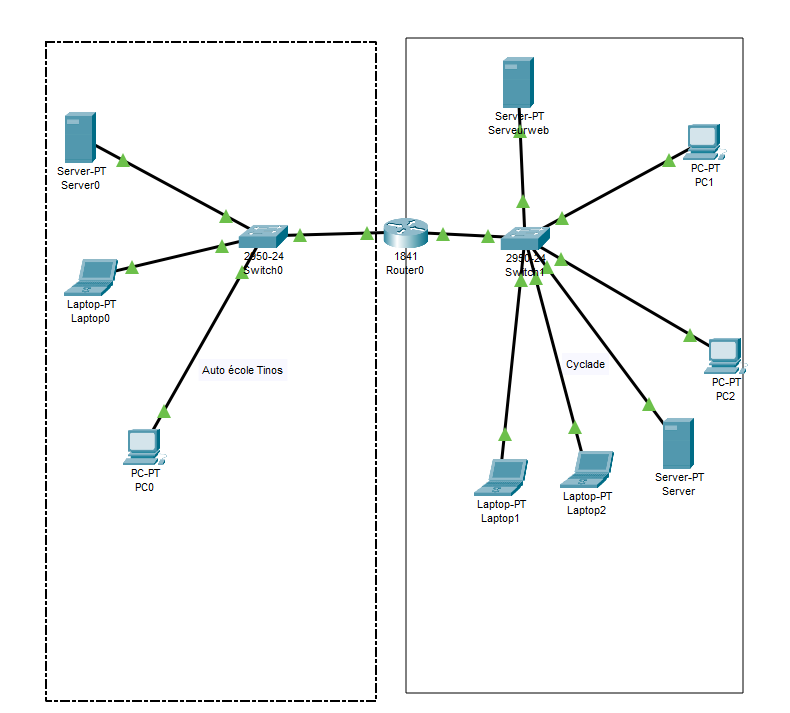 Server-PT
Server0
Laptop-PT
Laptop0
2950-24
Switch0
Auto école Tinos
PC-PT
PC0
1841
Router0
Server-PT
Serveurweb
PC-PT
PC1
2950-24
Switch1
Cyclade
PC-PT
PC2
Laptop-PT
Laptop1
Laptop-PT
Laptop2
Server-PT
Server